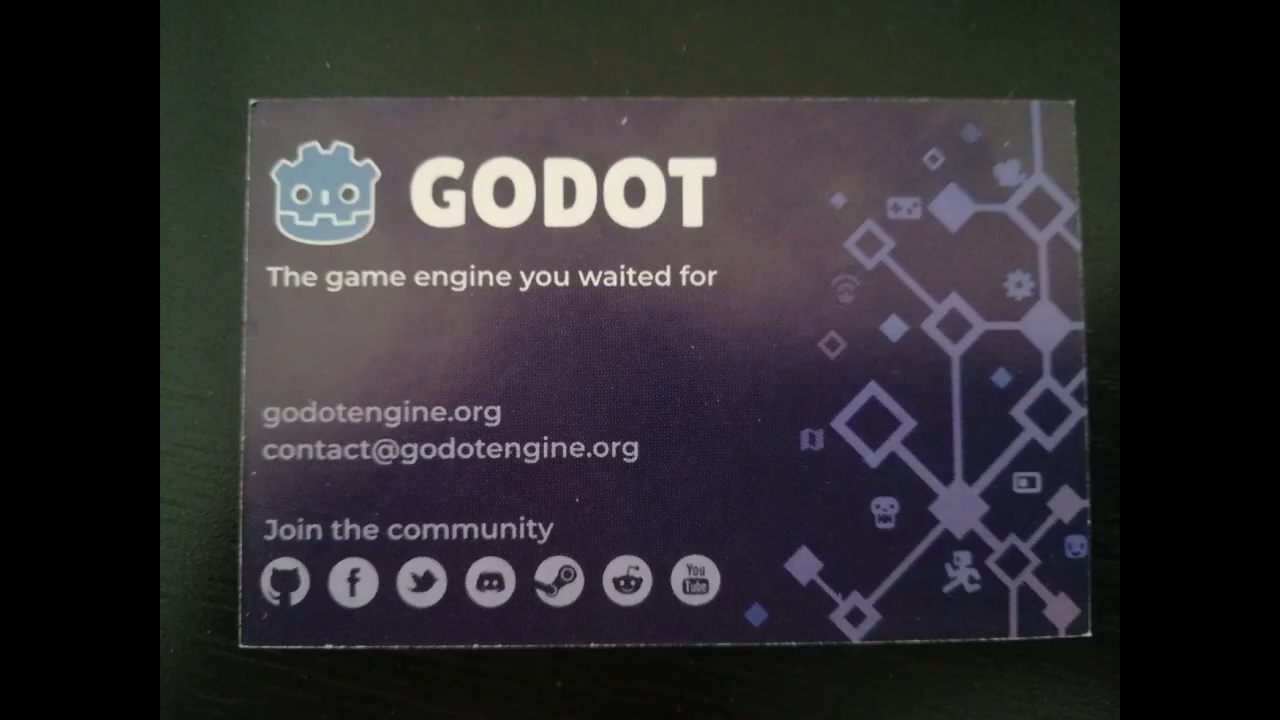 GODOT
The game engine you waited for
godotengine.org
contact@godotengine.org
Join the community
You
Tube